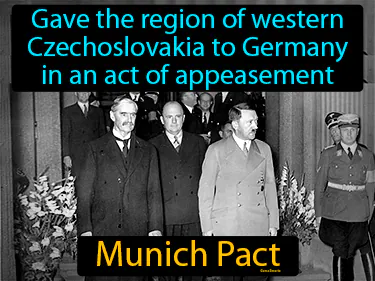 Gave the region of western
Czechoslovakia to Germany
in an act of appeasement
Munich Pact